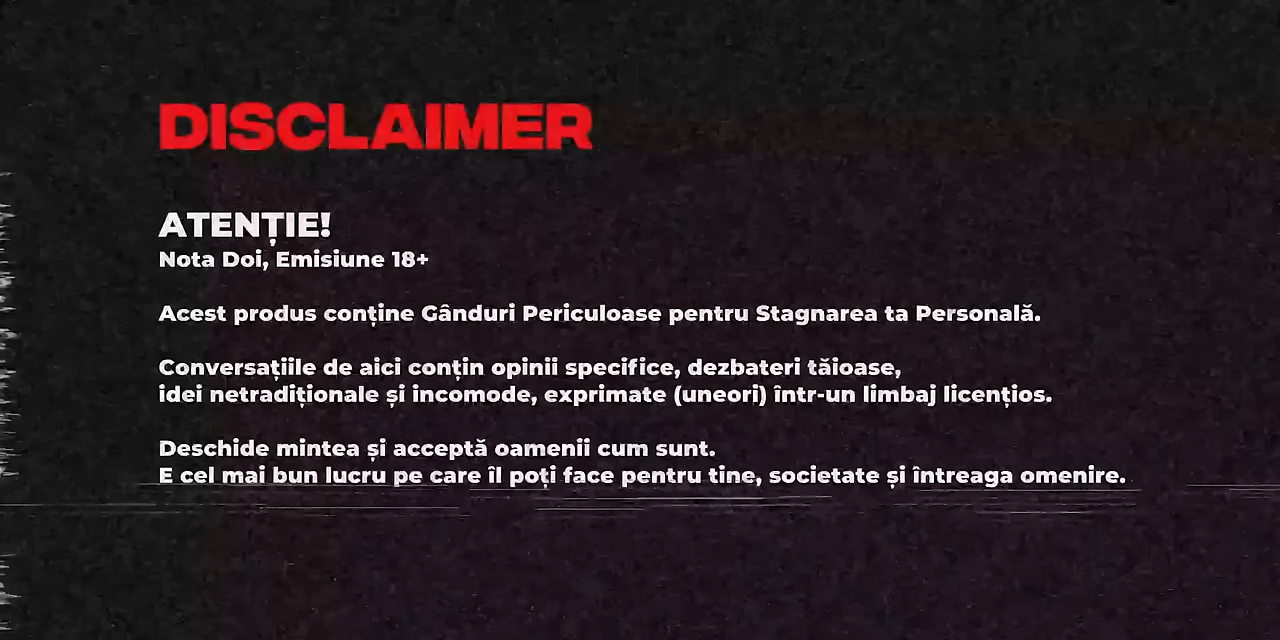 DISCLAIMER
ATENȚIE!
Nota Doi, Emisiune 18+
Acest produs conține Gânduri Periculoase pentru Stagnarea ta Personală.
Conversațiile de aici conțin opinii specifice, dezbateri tăioase,
idei netradiționale și incomode, exprimate (uneori) într-un limbaj licențios.
Deschide mintea și acceptă oamenii cum sunt.
E cel mai bun lucru pe care îl poți face pentru tine, societate și întreaga omenire.